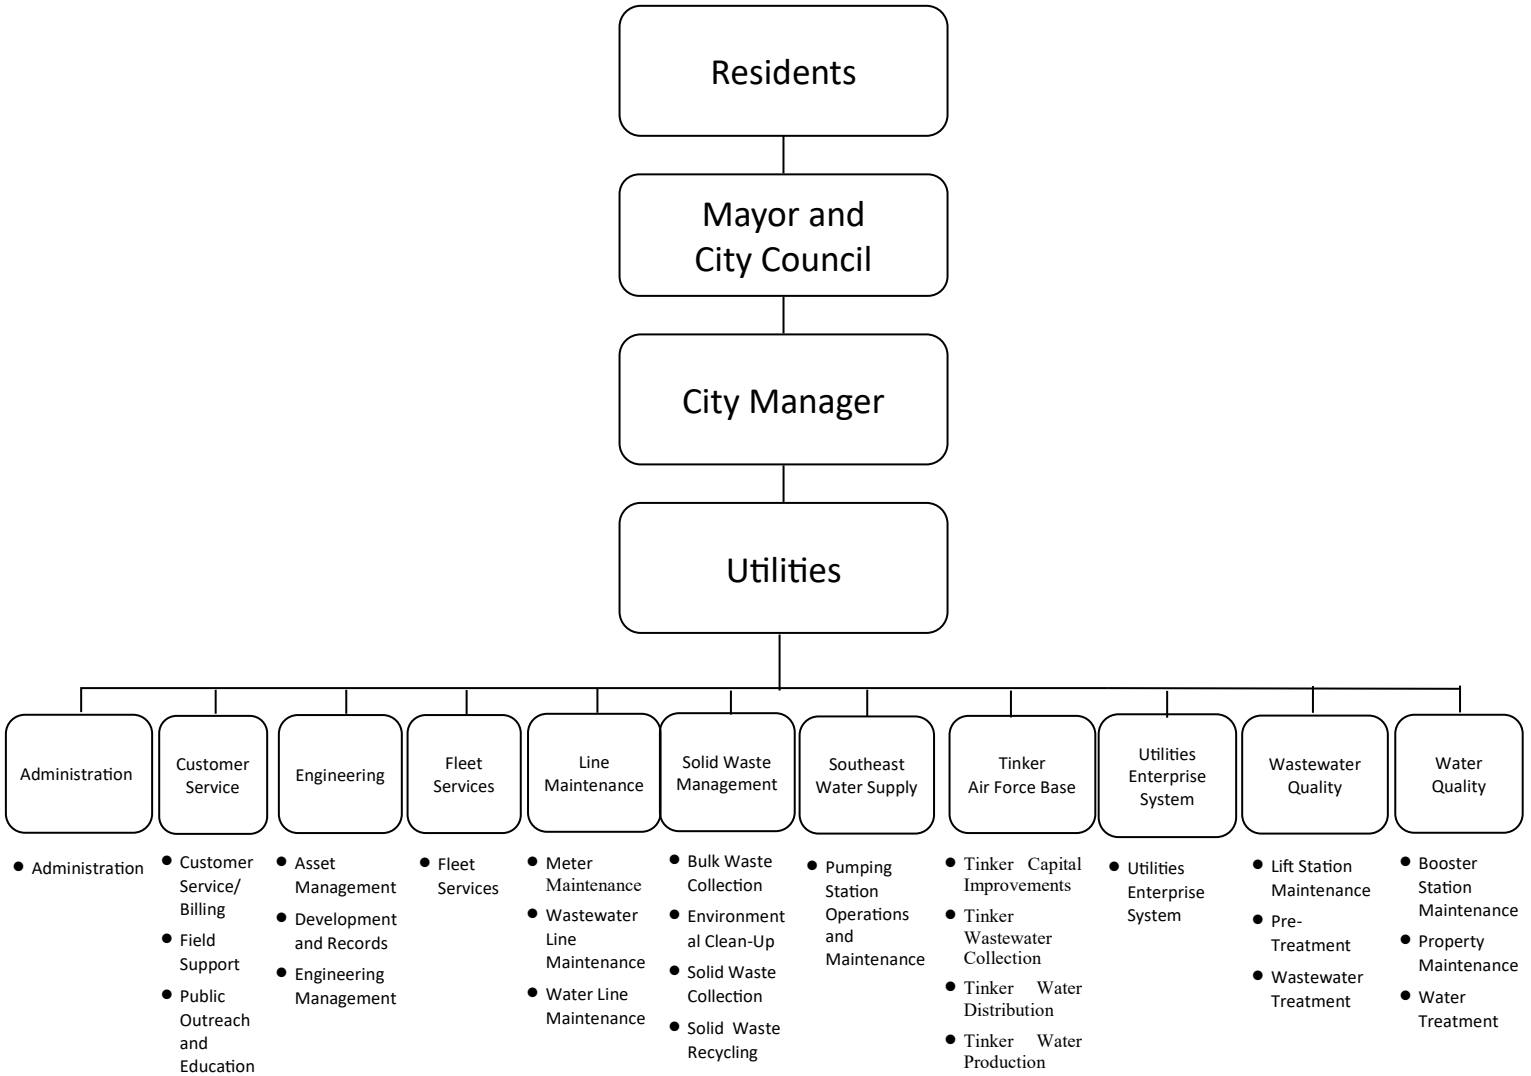 Residents
Mayor and
City Council
City Manager
Utilities
Administration
Customer
Service
Engineering
Fleet
Services
Line
Maintenance
Solid Waste
Management
Southeast
Water Supply
Tinker
Air Force Base
Utilities
Enterprise
System
Wastewater
Quality
Water
Quality
● Administration
● Customer
Service/
Billing
● Field
Support
● Public
Outreach
and
Education
● Asset
Management
● Development
and Records
● Engineering
Management
● Fleet
Services
● Meter
Maintenance
● Wastewater
Line
Maintenance
● Water Line
Maintenance
● Bulk Waste
Collection
● Environment
al Clean-Up
● Solid Waste
Collection
● Solid Waste
Recycling
● Pumping
Station
Operations
and
Maintenance
● Tinker Capital
Improvements
● Tinker
Wastewater
Collection
● Tinker Water
Distribution
● Tinker Water
Production
● Utilities
Enterprise
System
● Lift Station
Maintenance
● Pre-
Treatment
● Wastewater
Treatment
● Booster
Station
Maintenance
● Property
Maintenance
● Water
Treatment